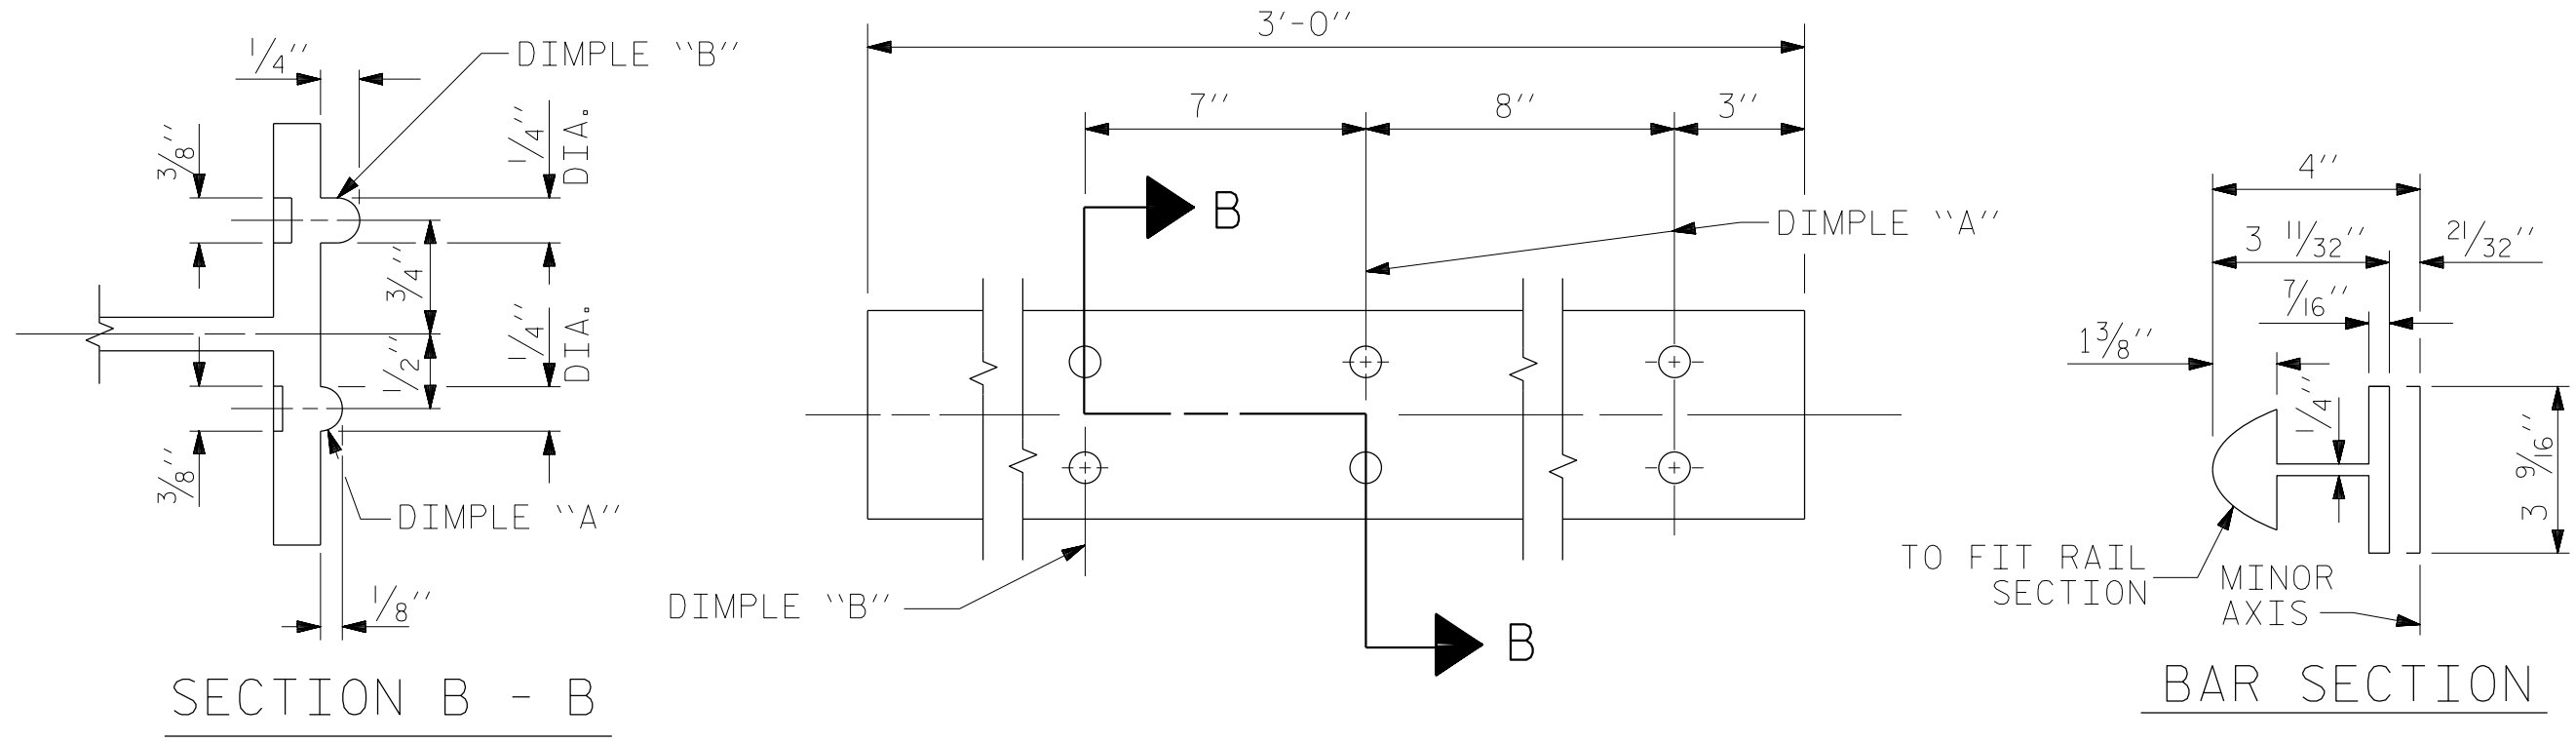 1/4''
DIMPLE ``B''
3/8''
1/4'' DIA.
3/4''
1/2''
1/4'' DIA.
3/8''
DIMPLE ``A''
1/8''
SECTION B - B
3'-0''
7''
8''
3''
B
DIMPLE ``A''
DIMPLE ``B''
B
4''
3 11/32''
21/32''
7/16''
1 3/8''
1/4''
3 9/16''
TO FIT RAIL
SECTION
MINOR
AXIS
BAR SECTION